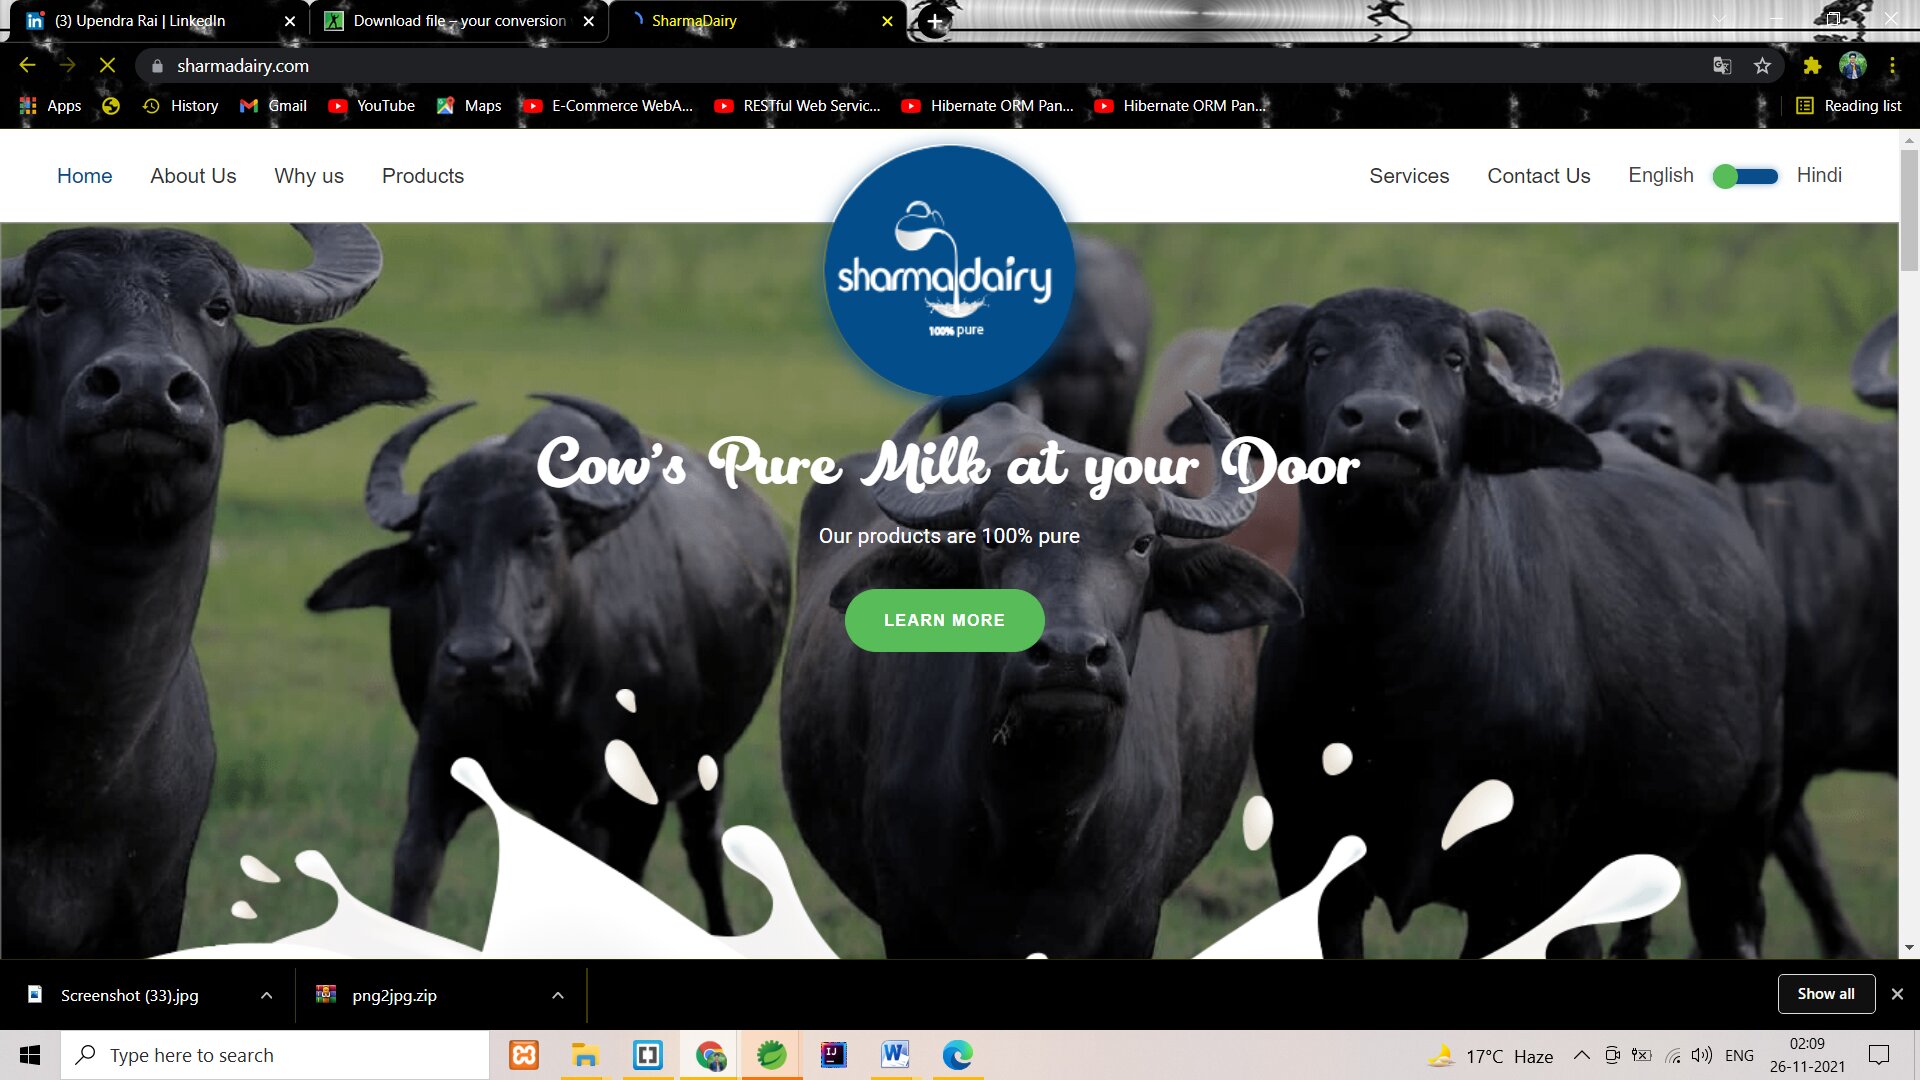 (3) Upendra Rai | LinkedIn
Download file – your conversion
SharmaDairy
sharmadairy.com
Apps
History
Gmail
YouTube
Maps
E-Commerce WebA...
RESTful Web Servic...
Hibernate ORM Pan...
Hibernate ORM Pan...
Reading list
Home
About Us
Why us
Products
Services
Contact Us
English
Hindi
sharmadairy
100% pure
Cow's Pure Milk at your Door
Our products are 100% pure
LEARN MORE
Screenshot (33).jpg
png2jpg.zip
Show all
Type here to search
17°C Haze
ENG
02:09
26-11-2021